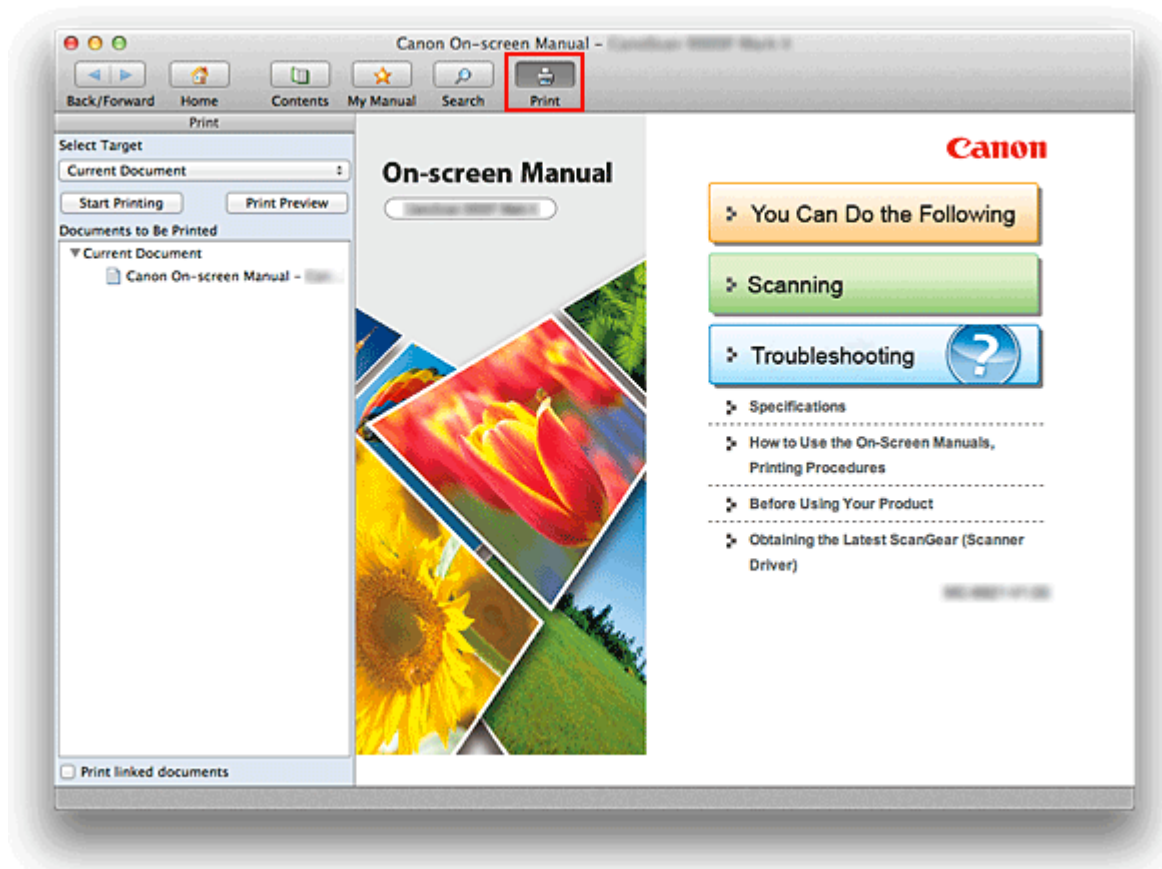 Canon On-screen Manual –
Back/Forward Home Contents My Manual Search Print
Print
Select Target
Current Document
Start Printing Print Preview
Documents to Be Printed
Current Document
Canon On-screen Manual –
Print linked documents
On-screen Manual
Canon
You Can Do the Following
Scanning
Troubleshooting ?
Specifications
How to Use the On-Screen Manuals,
Printing Procedures
Before Using Your Product
Obtaining the Latest ScanGear (Scanner
Driver)